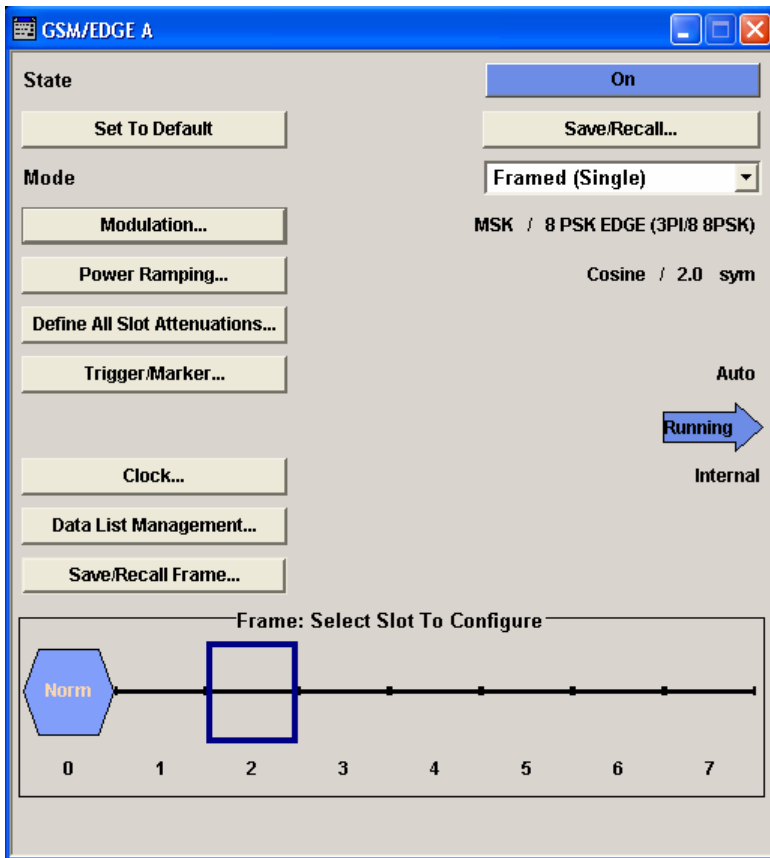 GSM/EDGE A
State On
Set To Default Save/Recall...
Mode Framed (Single)
Modulation... MSK / 8 PSK EDGE (3PI/8 8PSK)
Power Ramping... Cosine / 2.0 sym
Define All Slot Attenuations...
Trigger/Marker... Auto
Running
Clock... Internal
Data List Management...
Save/Recall Frame...
Frame: Select Slot To Configure
Norm
0 1 2 3 4 5 6 7